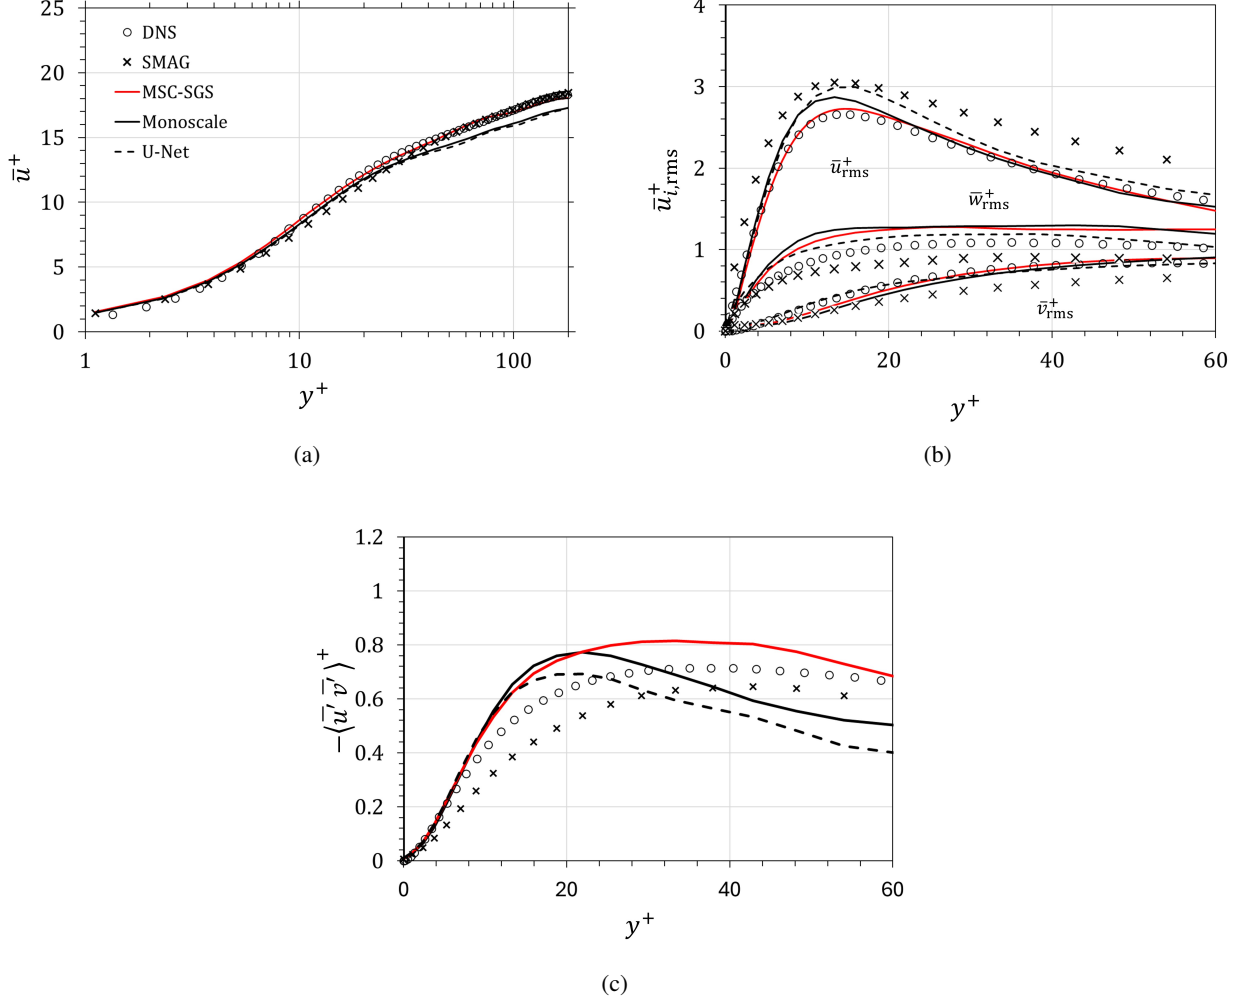 25
20
15
10
5
0
ū⁺
DNS
SMAG
MSC-SGS
Monoscale
U-Net
1
10
100
y⁺
(a)
4
3
2
1
0
ū⁺ᵢ,rms
ū⁺rms
w̄⁺rms
v̄⁺rms
0
20
40
60
y⁺
(b)
1.2
1
0.8
0.6
0.4
0.2
0
−⟨ū′ v̄′⟩⁺
0
20
40
60
y⁺
(c)